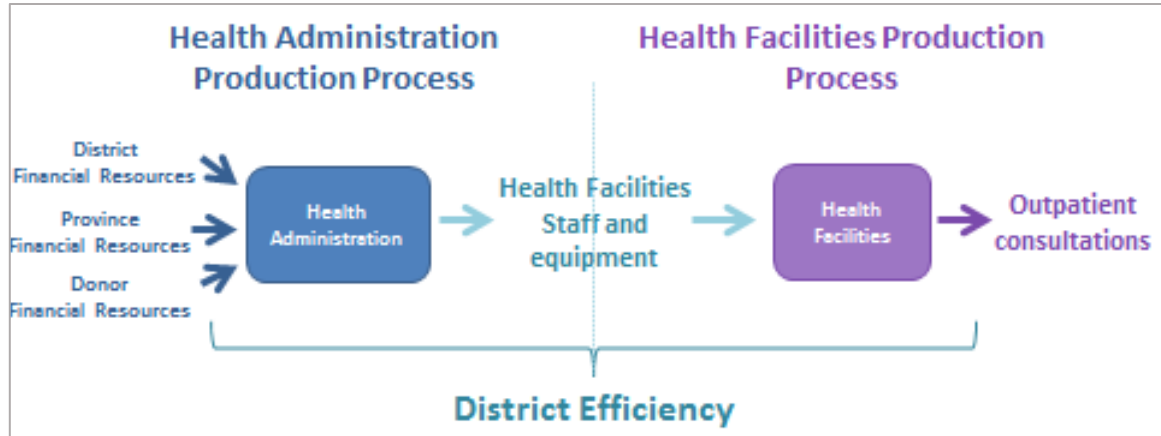 Health Administration
Production Process
Health Facilities Production
Process
District
Financial Resources
Province
Financial Resources
Donor
Financial Resources
Health
Administration
Health Facilities
Staff and
equipment
Health
Facilities
Outpatient
consultations
District Efficiency